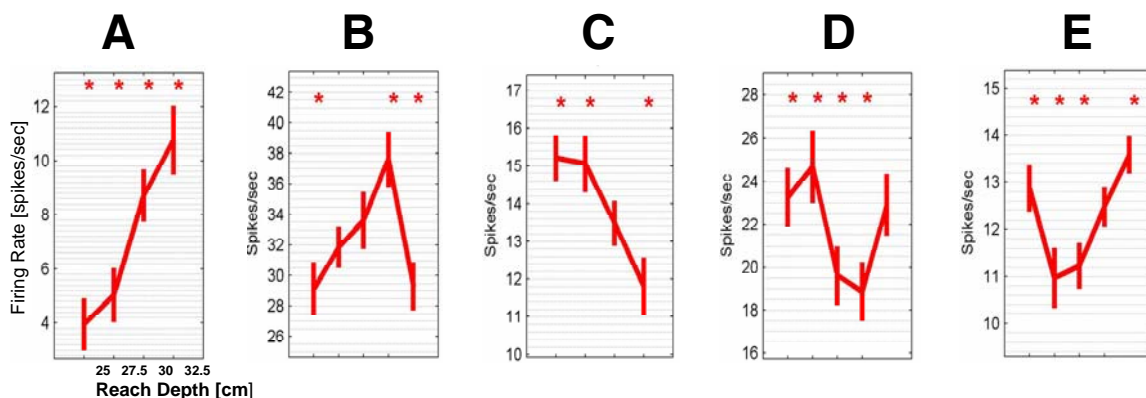 A B C D E
Firing Rate [spikes/sec]
12
10
8
6
4
* * * *
25 27.5 30 32.5
Reach Depth [cm]
Spikes/sec
42
40
38
36
34
32
30
28
26
* * *
Spikes/sec
17
16
15
14
13
12
11
10
* * *
Spikes/sec
28
26
24
22
20
18
16
* * * *
Spikes/sec
15
14
13
12
11
10
* * * *